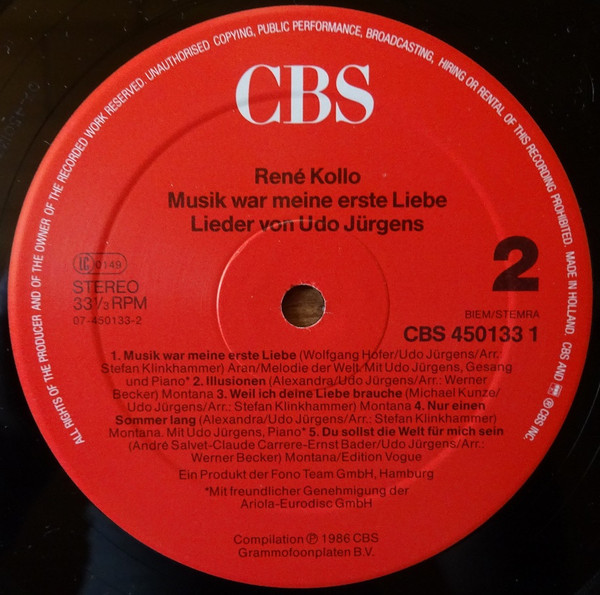 ALL RIGHTS OF THE PRODUCER AND OF THE OWNER OF THE RECORDED WORK RESERVED. UNAUTHORISED COPYING, PUBLIC PERFORMANCE, BROADCASTING, HIRING OR RENTAL OF THIS RECORDING PROHIBITED. MADE IN HOLLAND. CBS AND ℗ CBS INC.
CBS
René Kollo
Musik war meine erste Liebe
Lieder von Udo Jürgens
LC 0149
STEREO
33⅓ RPM
07-450133-2
2
BIEM/STEMRA
CBS 450133 1
1. Musik war meine erste Liebe (Wolfgang Hofer/Udo Jürgens/Arr.:
Stefan Klinkhammer) Aran/Melodie der Welt. Mit Udo Jürgens, Gesang
und Piano* 2. Illusionen (Alexandra/Udo Jürgens/Arr.: Werner
Becker) Montana 3. Weil ich deine Liebe brauche (Michael Kunze/
Udo Jürgens/Arr.: Stefan Klinkhammer) Montana 4. Nur einen
Sommer lang (Alexandra/Udo Jürgens/Arr.: Stefan Klinkhammer)
Montana. Mit Udo Jürgens, Piano* 5. Du sollst die Welt für mich sein
(André Salvet-Claude Carrere-Ernst Bader/Udo Jürgens/Arr.:
Werner Becker) Montana/Edition Vogue
Ein Produkt der Fono Team GmbH, Hamburg
*Mit freundlicher Genehmigung der
Ariola-Eurodisc GmbH
Compilation ℗ 1986 CBS
Grammofoonplaten B.V.